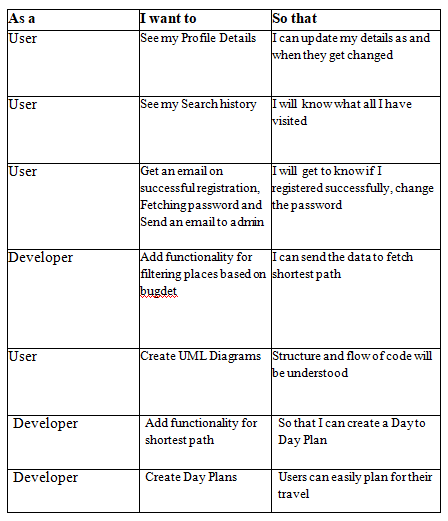 As a I want to So that
User See my Profile Details I can update my details as and
when they get changed
User See my Search history I will know what all I have
visited
User Get an email on I will get to know if I
successful registration, registered successfully, change
Fetching password and the password
Send an email to admin
Developer Add functionality for I can send the data to fetch
filtering places based on shortest path
bugdet
User Create UML Diagrams Structure and flow of code will
be understood
Developer Add functionality for So that I can create a Day to
shortest path Day Plan
Developer Create Day Plans Users can easily plan for their
travel